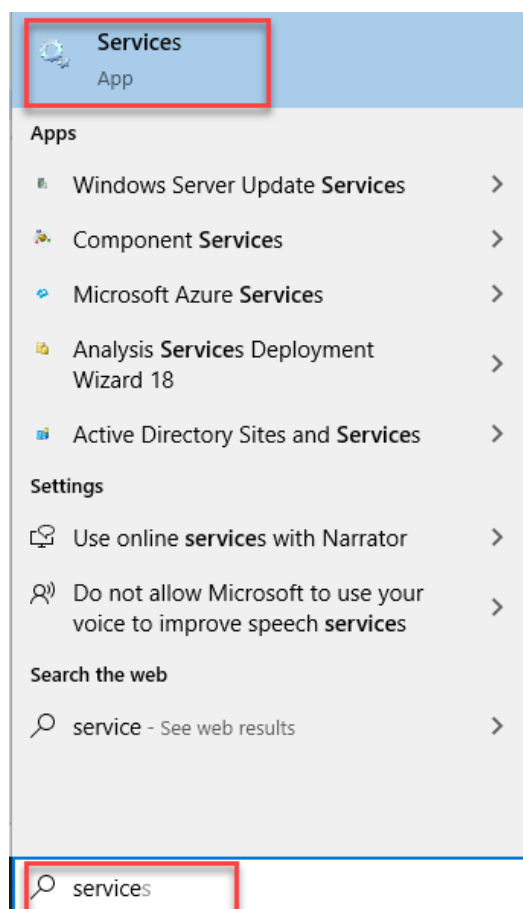 Services
App
Apps
Windows Server Update Services
Component Services
Microsoft Azure Services
Analysis Services Deployment
Wizard 18
Active Directory Sites and Services
Settings
Use online services with Narrator
Do not allow Microsoft to use your
voice to improve speech services
Search the web
service - See web results
services